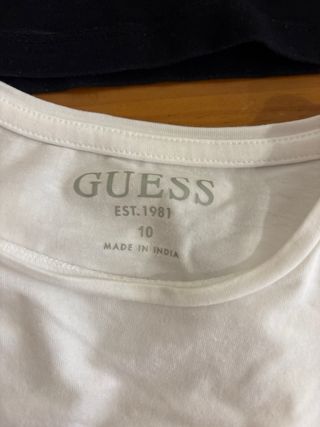 GUESS
EST. 1981
10
MADE IN INDIA